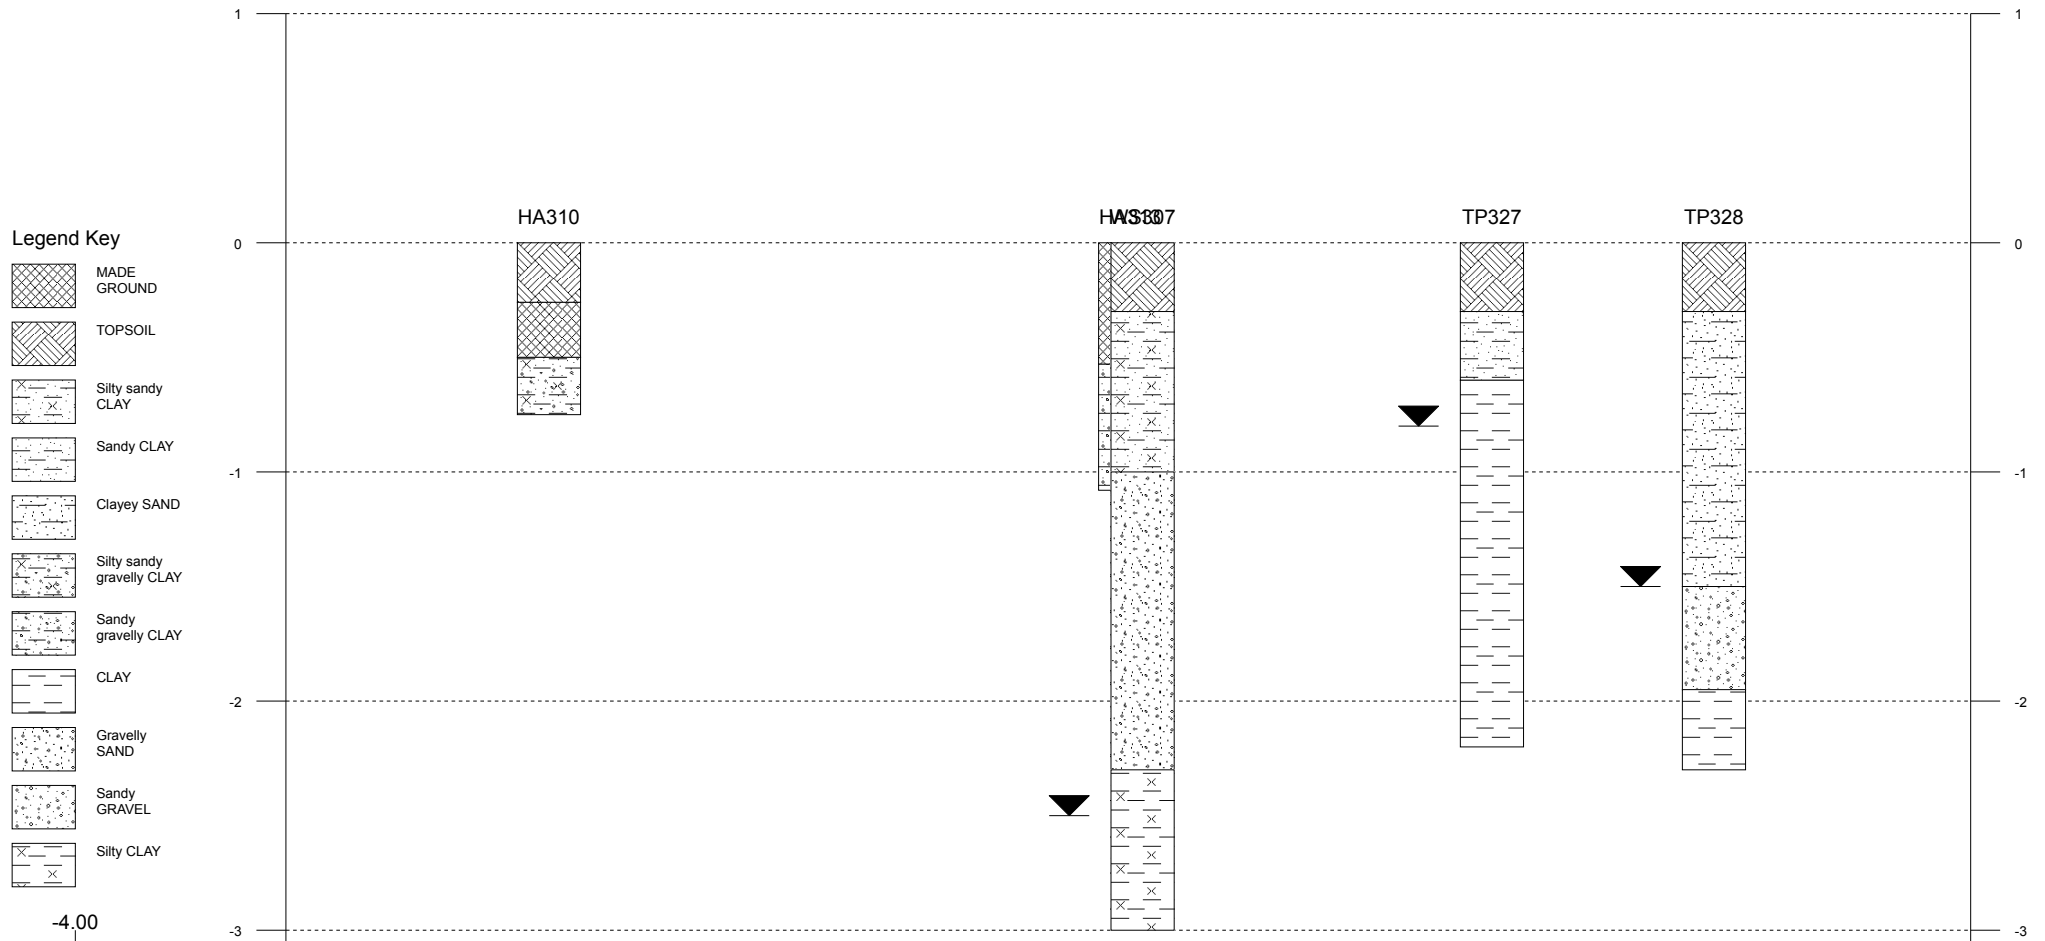 1
1
HA310
HA313
WS307
TP327
TP328
Legend Key
0
0
MADE
GROUND
TOPSOIL
Silty sandy
CLAY
Sandy CLAY
-1
-1
Clayey SAND
Silty sandy
gravelly CLAY
Sandy
gravelly CLAY
CLAY
-2
-2
Gravelly
SAND
Sandy
GRAVEL
Silty CLAY
-4.00
-3
-3